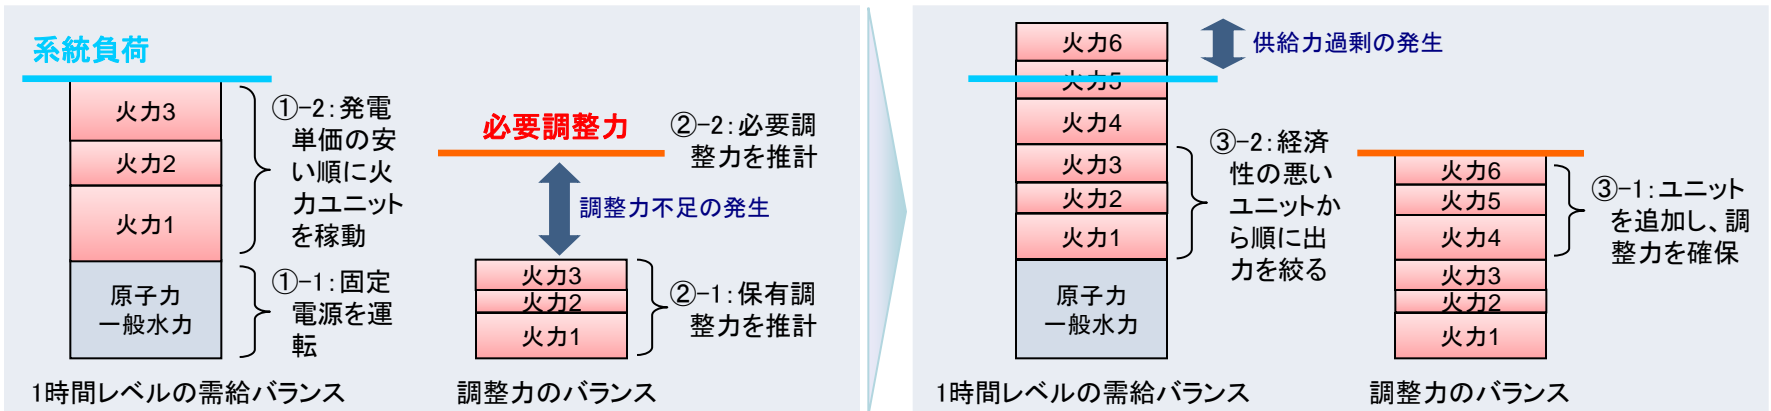 系統負荷
火力3
火力2
火力1
原子力
一般水力
①-2：発電
単価の安
い順に火
力ユニット
を稼動
①-1：固定
電源を運
転
1時間レベルの需給バランス
必要調整力
②-2：必要調
整力を推計
調整力不足の発生
火力3
火力2
火力1
②-1：保有調
整力を推計
調整力のバランス
火力6
火力5
火力4
火力3
火力2
火力1
原子力
一般水力
供給力過剰の発生
③-2：経済
性の悪い
ユニットか
ら順に出
力を絞る
1時間レベルの需給バランス
火力6
火力5
火力4
火力3
火力2
火力1
③-1：ユニット
を追加し、調
整力を確保
調整力のバランス